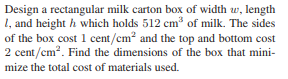 Design a rectangular milk carton box of width w, length
l, and height h which holds 512 cm³ of milk. The sides
of the box cost 1 cent/cm² and the top and bottom cost
2 cent/cm². Find the dimensions of the box that mini-
mize the total cost of materials used.